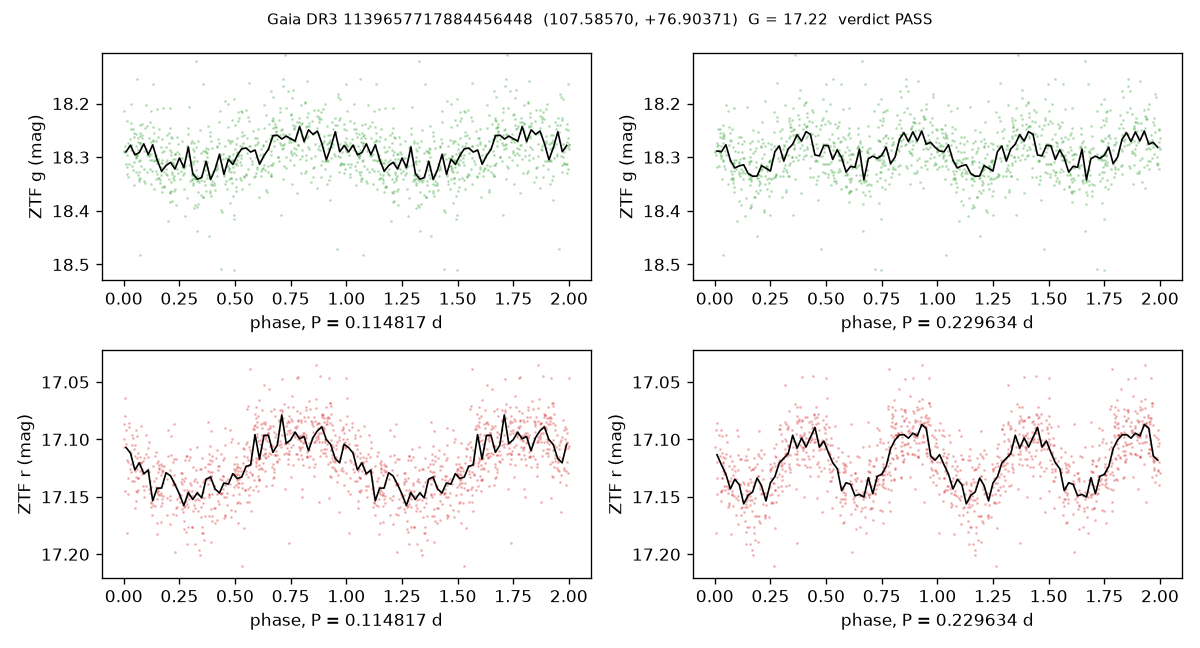 Gaia DR3 1139657717884456448 (107.58570, +76.90371) G = 17.22 verdict PASS
ZTF g (mag)
18.2
18.3
18.4
18.5
0.00 0.25 0.50 0.75 1.00 1.25 1.50 1.75 2.00
phase, P = 0.114817 d
ZTF g (mag)
18.2
18.3
18.4
18.5
0.00 0.25 0.50 0.75 1.00 1.25 1.50 1.75 2.00
phase, P = 0.229634 d
ZTF r (mag)
17.05
17.10
17.15
17.20
0.00 0.25 0.50 0.75 1.00 1.25 1.50 1.75 2.00
phase, P = 0.114817 d
ZTF r (mag)
17.05
17.10
17.15
17.20
0.00 0.25 0.50 0.75 1.00 1.25 1.50 1.75 2.00
phase, P = 0.229634 d